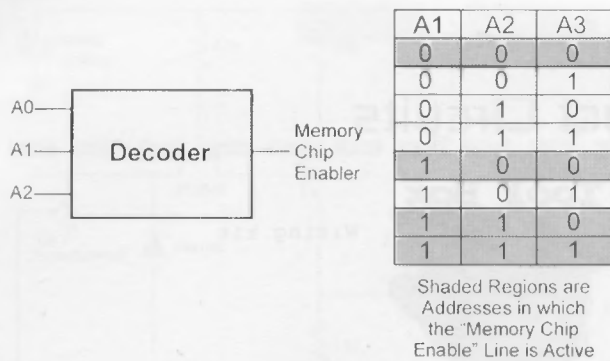 A0
A1
A2
Decoder
Memory
Chip
Enabler
A1 A2 A3
0 0 0
0 0 1
0 1 0
0 1 1
1 0 0
1 0 1
1 1 0
1 1 1
Shaded Regions are
Addresses in which
the "Memory Chip
Enable" Line is Active